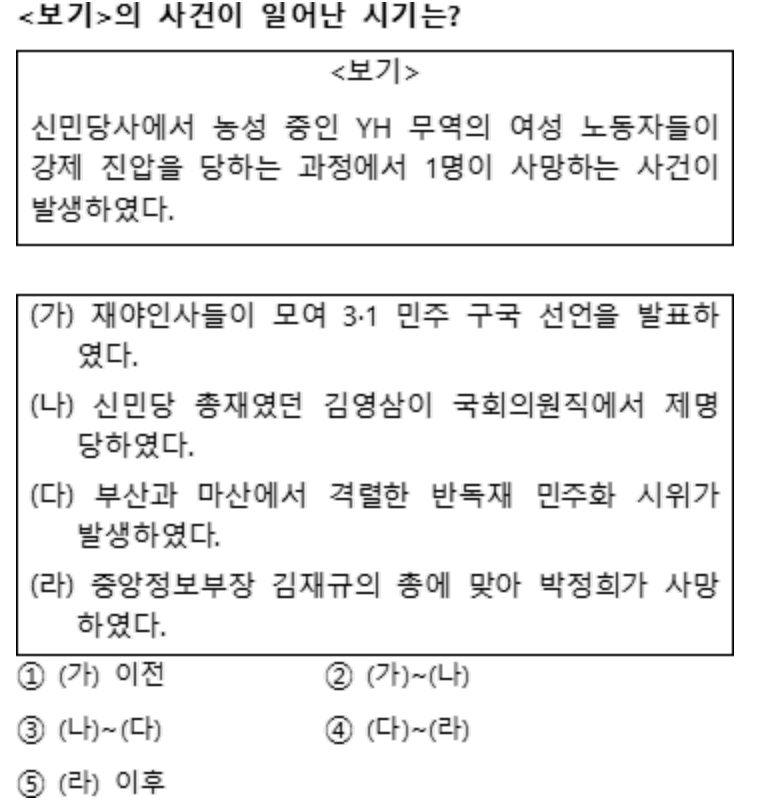 <보기>의 사건이 일어난 시기는?
<보기>
신민당사에서 농성 중인 YH 무역의 여성 노동자들이
강제 진압을 당하는 과정에서 1명이 사망하는 사건이
발생하였다.
(가) 재야인사들이 모여 3·1 민주 구국 선언을 발표하
였다.
(나) 신민당 총재였던 김영삼이 국회의원직에서 제명
당하였다.
(다) 부산과 마산에서 격렬한 반독재 민주화 시위가
발생하였다.
(라) 중앙정보부장 김재규의 총에 맞아 박정희가 사망
하였다.
① (가) 이전 ② (가)~(나)
③ (나)~(다) ④ (다)~(라)
⑤ (라) 이후